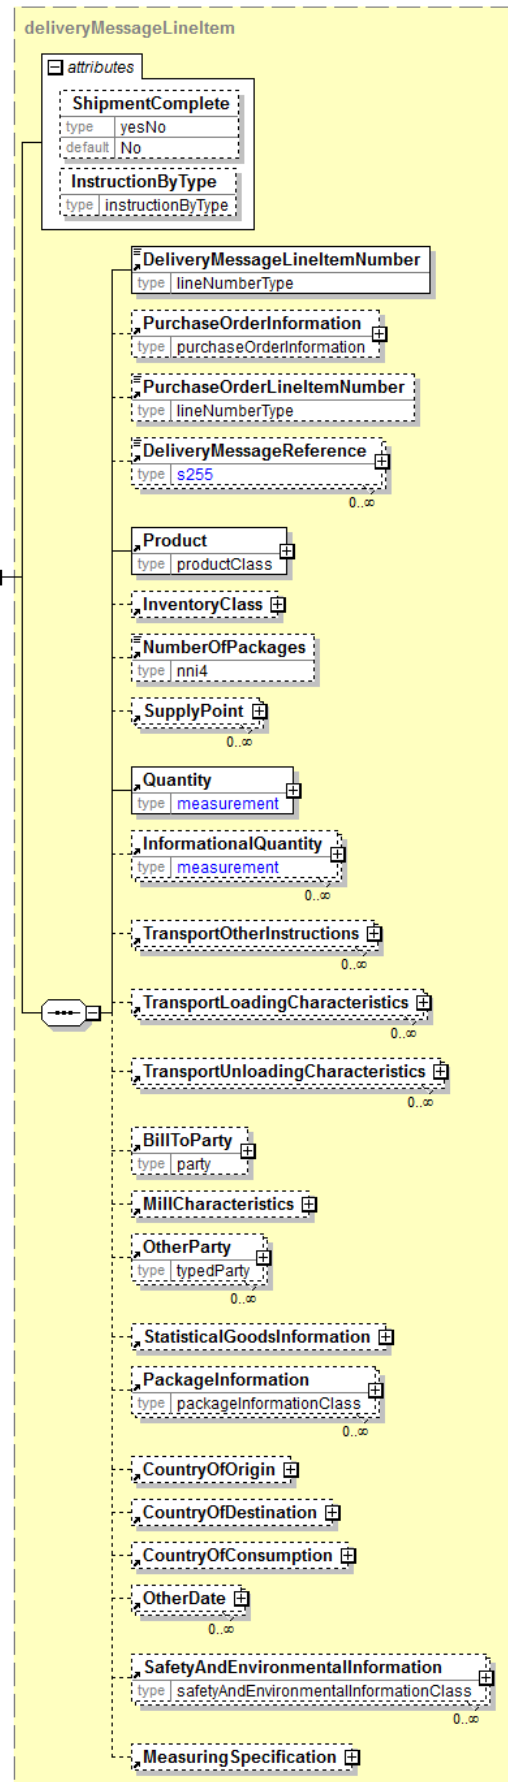 deliveryMessageLineItem
attributes
ShipmentComplete
type yesNo
default No
InstructionByType
type instructionByType
DeliveryMessageLineItemNumber
type lineNumberType
PurchaseOrderInformation
type purchaseOrderInformation
PurchaseOrderLineItemNumber
type lineNumberType
DeliveryMessageReference
type s255
0..∞
Product
type productClass
InventoryClass
NumberOfPackages
type nni4
SupplyPoint
0..∞
Quantity
type measurement
InformationalQuantity
type measurement
0..∞
TransportOtherInstructions
0..∞
TransportLoadingCharacteristics
0..∞
TransportUnloadingCharacteristics
0..∞
BillToParty
type party
MillCharacteristics
OtherParty
type typedParty
0..∞
StatisticalGoodsInformation
PackageInformation
type packageInformationClass
0..∞
CountryOfOrigin
CountryOfDestination
CountryOfConsumption
OtherDate
0..∞
SafetyAndEnvironmentalInformation
type safetyAndEnvironmentalInformationClass
0..∞
MeasuringSpecification